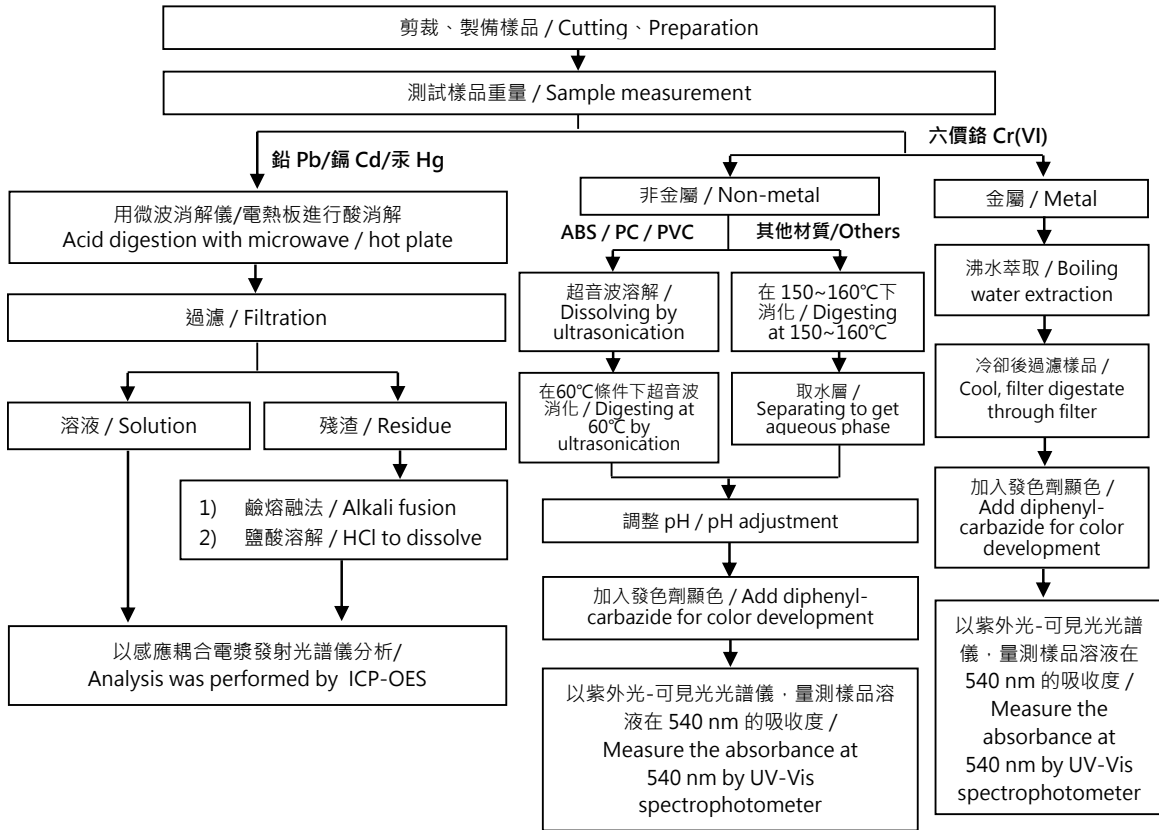 剪裁、製備樣品 / Cutting、Preparation
測試樣品重量 / Sample measurement
鉛 Pb/鎘 Cd/汞 Hg
六價鉻 Cr(VI)
用微波消解儀/電熱板進行酸消解
Acid digestion with microwave / hot plate
過濾 / Filtration
溶液 / Solution
殘渣 / Residue
1) 鹼熔融法 / Alkali fusion
2) 鹽酸溶解 / HCl to dissolve
以感應耦合電漿發射光譜儀分析/
Analysis was performed by ICP-OES
非金屬 / Non-metal
ABS / PC / PVC
其他材質/Others
超音波溶解 /
Dissolving by
ultrasonication
在60℃條件下超音波
消化 / Digesting at
60℃ by
ultrasonication
在 150~160℃下
消化 / Digesting
at 150~160℃
取水層 /
Separating to get
aqueous phase
調整 pH / pH adjustment
加入發色劑顯色 / Add diphenyl-
carbazide for color development
以紫外光-可見光光譜儀，量測樣品溶
液在 540 nm 的吸收度 /
Measure the absorbance at
540 nm by UV-Vis
spectrophotometer
金屬 / Metal
沸水萃取 / Boiling
water extraction
冷卻後過濾樣品 /
Cool, filter digestate
through filter
加入發色劑顯色 /
Add diphenyl-
carbazide for color
development
以紫外光-可見光光譜
儀，量測樣品溶液在
540 nm 的吸收度 /
Measure the
absorbance at
540 nm by UV-Vis
spectrophotometer